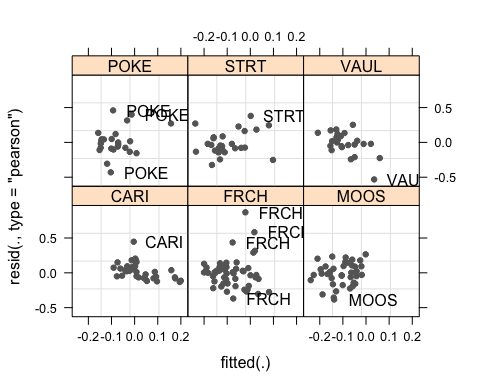 -0.2-0.1 0.0 0.1 0.2
POKE STRT VAUL
POKE POKE STRT
POKE VAU
0.5
0.0
-0.5
CARI FRCH MOOS
FRCH
CARI FRCH FRCI
FRCH MOOS
0.5
0.0
-0.5
-0.2-0.1 0.0 0.1 0.2 -0.2-0.1 0.0 0.1 0.2
resid(., type = "pearson")
fitted(.)